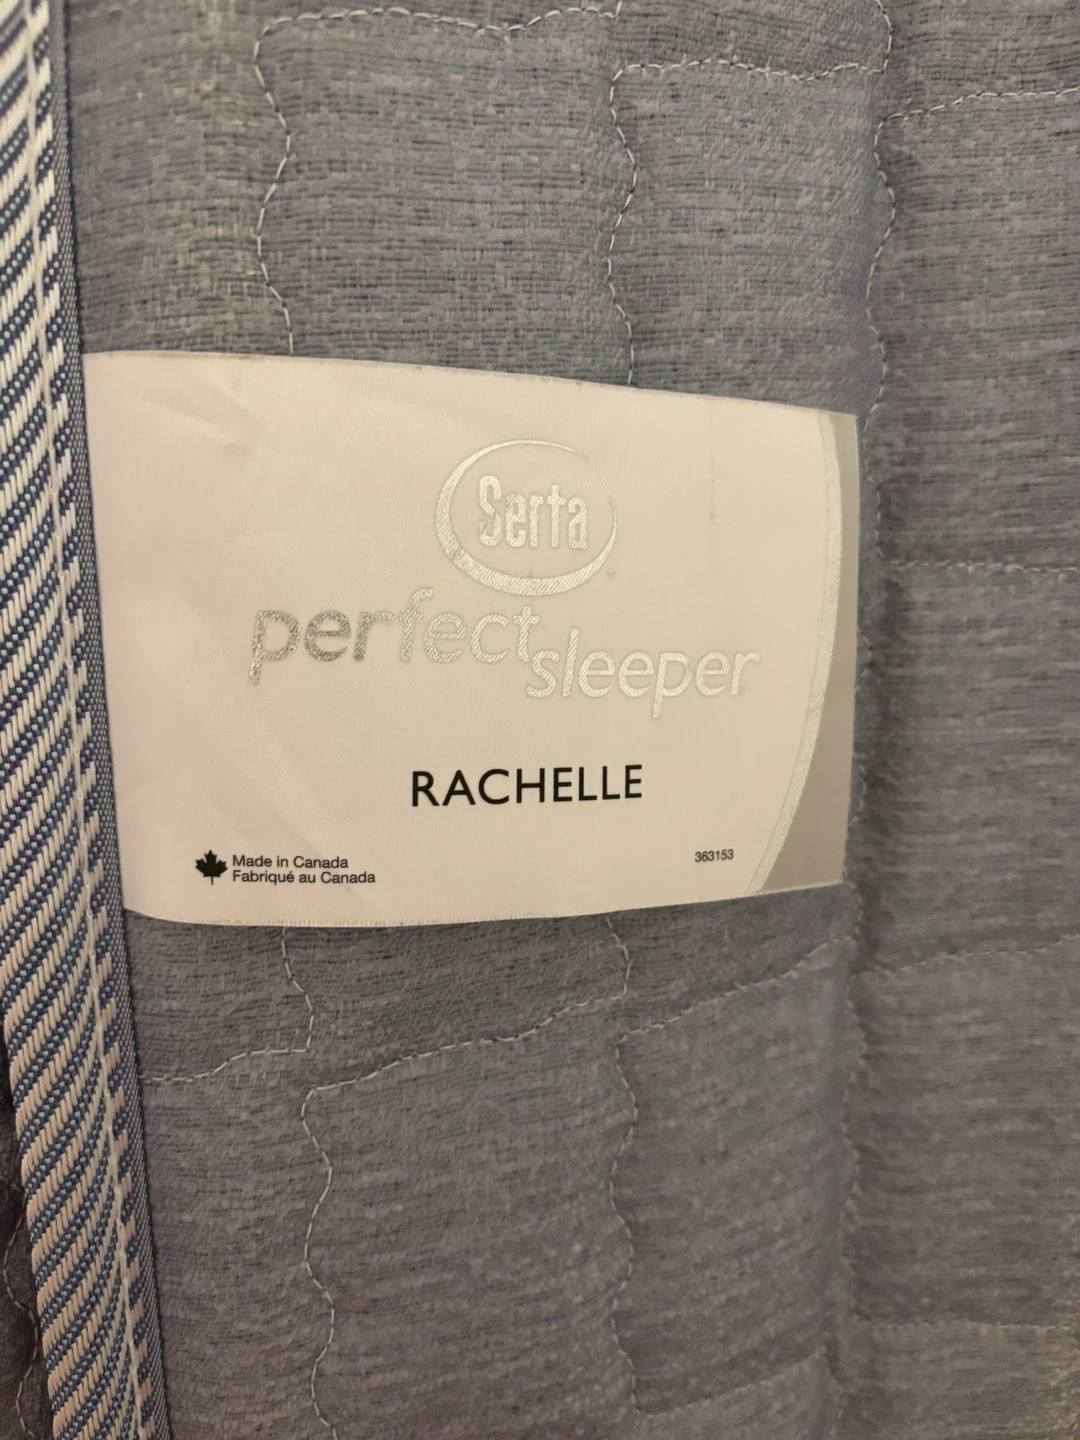 Serta
perfect
sleeper
RACHELLE
Made in Canada
Fabriqué au Canada
363153